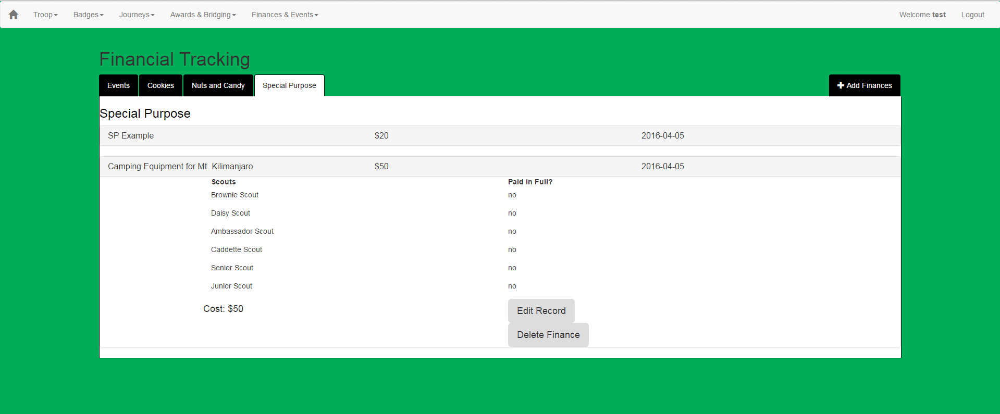 Troop Badges Journeys Awards & Bridging Finances & Events Welcome test Logout
Financial Tracking
Events Cookies Nuts and Candy Special Purpose Add Finances
Special Purpose
SP Example $20 2016-04-05
Camping Equipment for Mt. Kilimanjaro $50 2016-04-05
Scouts Paid in Full?
Brownie Scout no
Daisy Scout no
Ambassador Scout no
Caddette Scout no
Senior Scout no
Junior Scout no
Cost: $50 Edit Record
Delete Finance